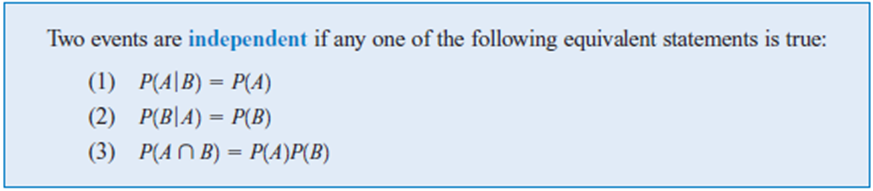 Two events are independent if any one of the following equivalent statements is true:
(1) P(A|B) = P(A)
(2) P(B|A) = P(B)
(3) P(A ∩ B) = P(A)P(B)